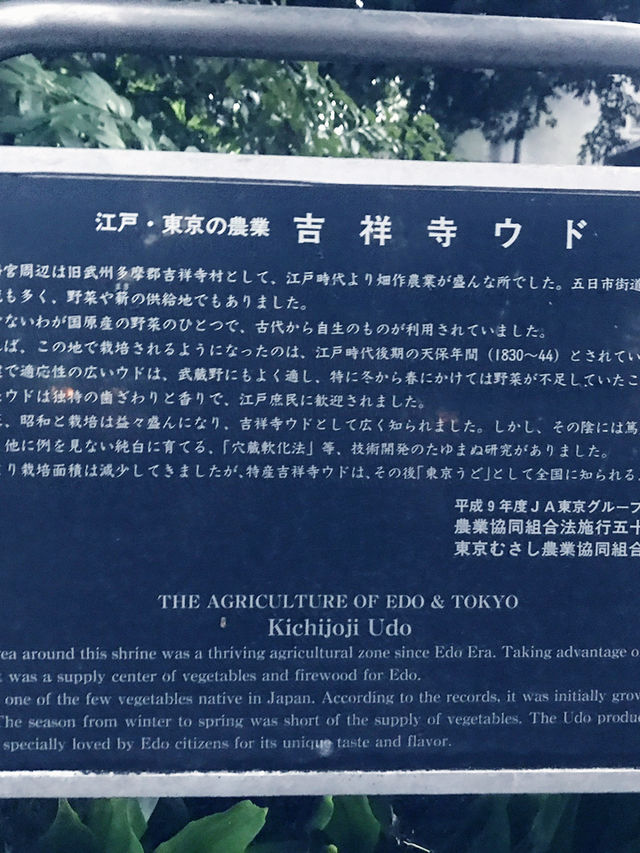 江戸・東京の農業 吉祥寺ウド
宮周辺は旧武州多摩郡吉祥寺村として、江戸時代より畑作農業が盛んな所でした。五日市街道
も多く、野菜や薪の供給地でもありました。
まき
ないわが国原産の野菜のひとつで、古代から自生のものが利用されていました。
れば、この地で栽培されるようになったのは、江戸時代後期の天保年間（1830〜44）とされてい
で適応性の広いウドは、武蔵野にもよく適し、特に冬から春にかけては野菜が不足していたこ
ウドは独特の歯ざわりと香りで、江戸庶民に歓迎されました。
、昭和と栽培は益々盛んになり、吉祥寺ウドとして広く知られました。しかし、その陰には篤
他に例を見ない純白に育てる、「穴蔵軟化法」等、技術開発のたゆまぬ研究がありました。
り栽培面積は減少してきましたが、特産吉祥寺ウドは、その後「東京うど」として全国に知られる
平成9年度JA東京グループ
農業協同組合法施行五十
東京むさし農業協同組合
THE AGRICULTURE OF EDO & TOKYO
Kichijoji Udo
area around this shrine was a thriving agricultural zone since Edo Era. Taking advantage o
was a supply center of vegetables and firewood for Edo.
one of the few vegetables native in Japan. According to the records, it was initially grow
The season from winter to spring was short of the supply of vegetables. The Udo produ
specially loved by Edo citizens for its unique taste and flavor.